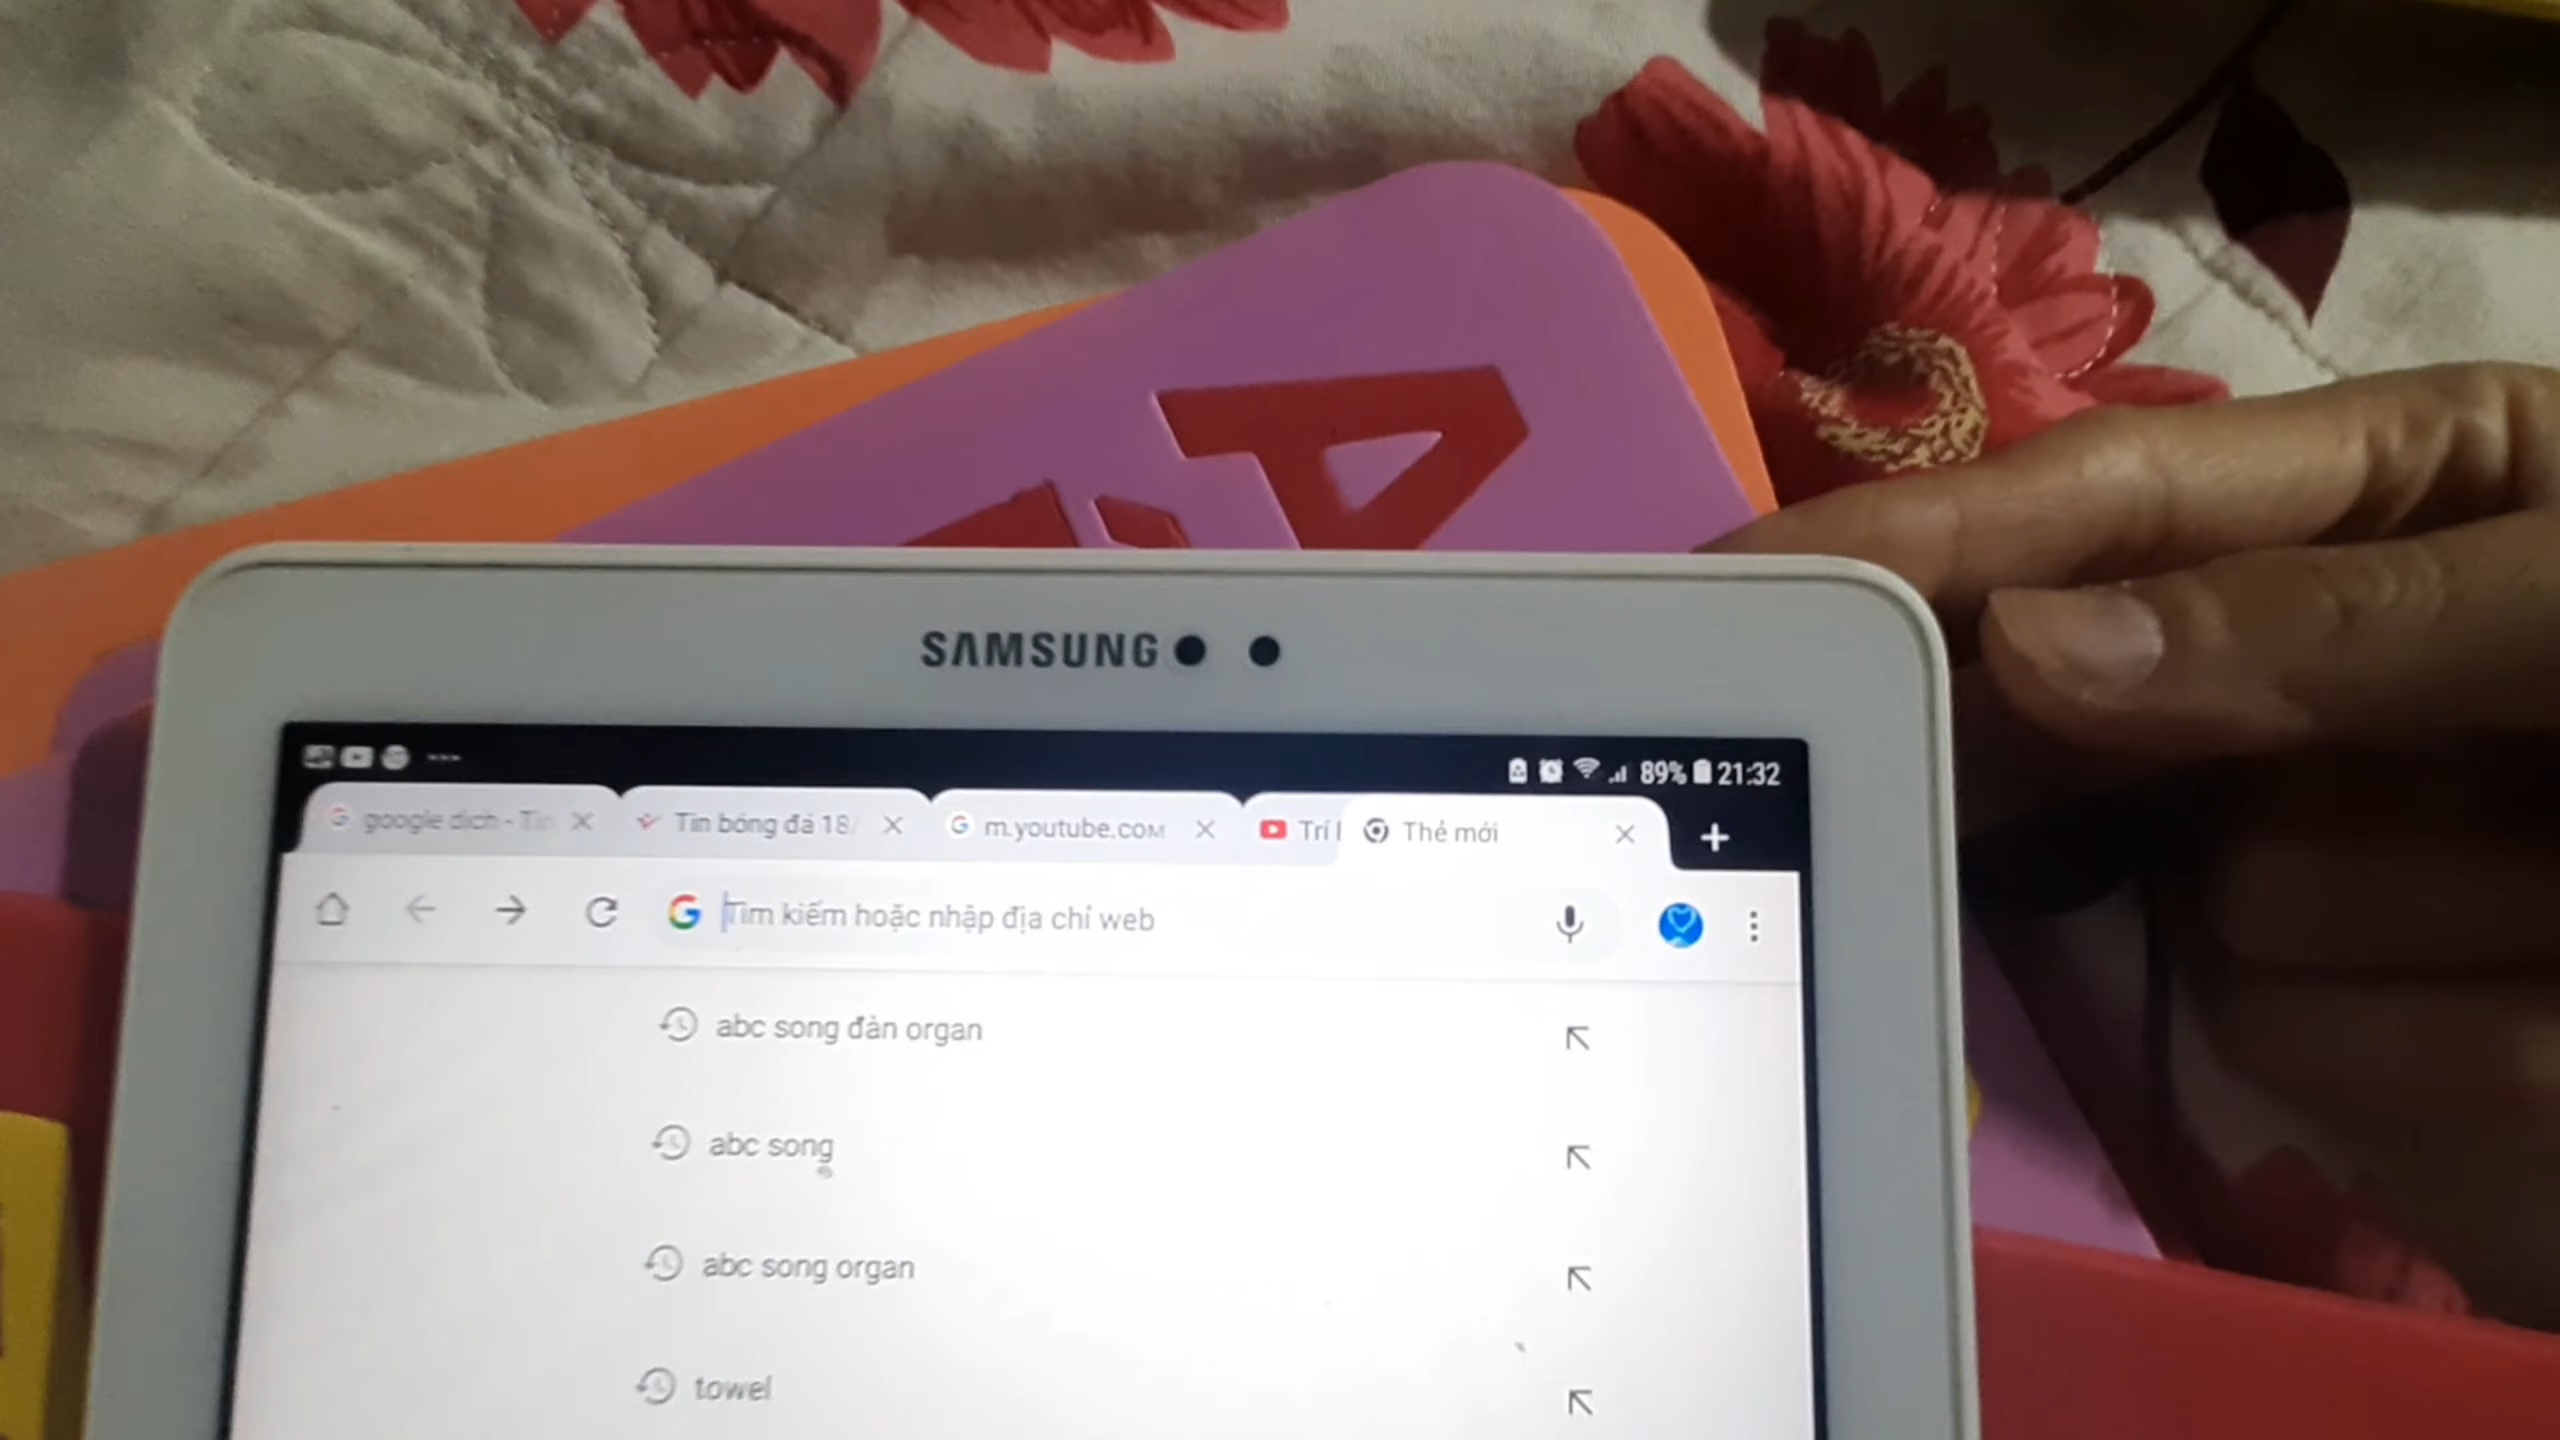 A
SAMSUNG
89% 21:32
google dich - Tin
Tin bóng đá 18/
m.youtube.com
Trí
Thẻ mới
Tìm kiếm hoặc nhập địa chỉ web
abc song đàn organ
abc song
abc song organ
towel